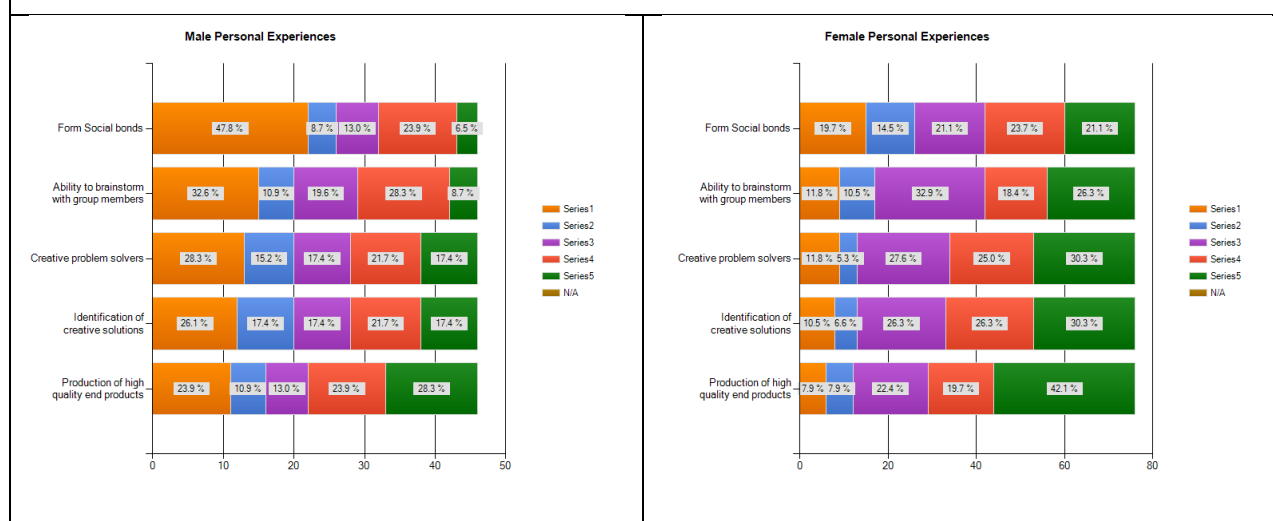 Male Personal Experiences
Form Social bonds
47.8 %
8.7 %
13.0 %
23.9 %
6.5 %
Ability to brainstorm
with group members
32.6 %
10.9 %
19.6 %
28.3 %
8.7 %
Creative problem solvers
28.3 %
15.2 %
17.4 %
21.7 %
17.4 %
Identification of
creative solutions
26.1 %
17.4 %
17.4 %
21.7 %
17.4 %
Production of high
quality end products
23.9 %
10.9 %
13.0 %
23.9 %
28.3 %
0 10 20 30 40 50
Series1
Series2
Series3
Series4
Series5
N/A
Female Personal Experiences
Form Social bonds
19.7 %
14.5 %
21.1 %
23.7 %
21.1 %
Ability to brainstorm
with group members
11.8 %
10.5 %
32.9 %
18.4 %
26.3 %
Creative problem solvers
11.8 %
5.3 %
27.6 %
25.0 %
30.3 %
Identification of
creative solutions
10.5 %
6.6 %
26.3 %
26.3 %
30.3 %
Production of high
quality end products
7.9 %
7.9 %
22.4 %
19.7 %
42.1 %
0 20 40 60 80
Series1
Series2
Series3
Series4
Series5
N/A